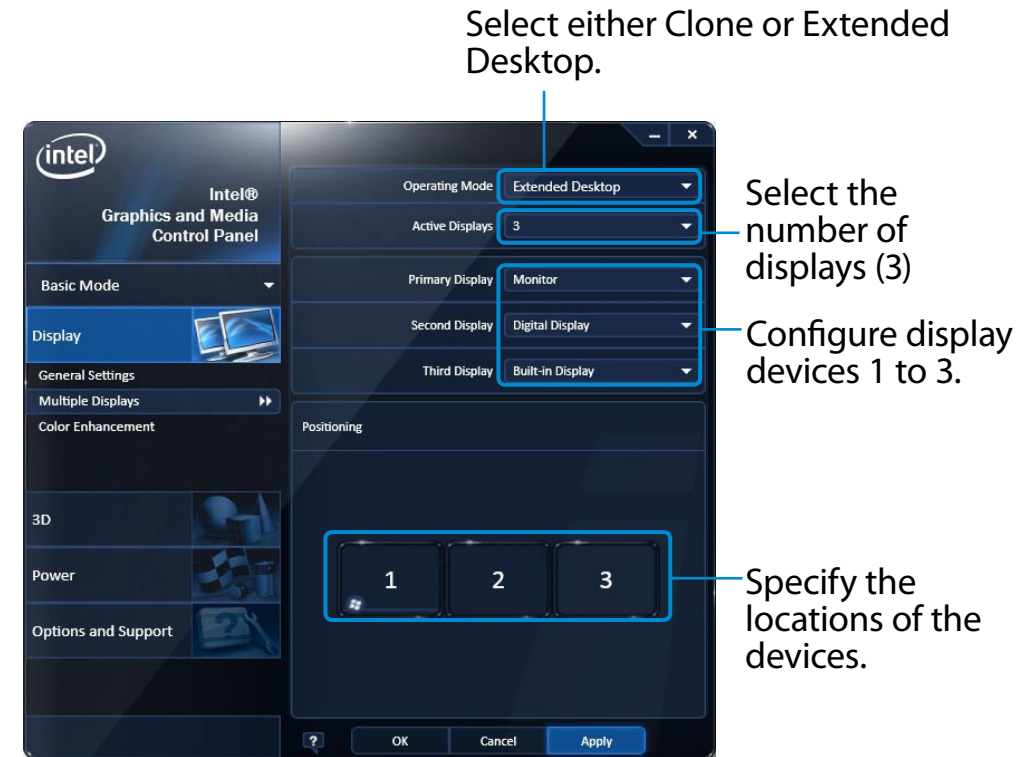 Select either Clone or Extended
Desktop.
intel
Intel®
Graphics and Media
Control Panel
Basic Mode
Display
General Settings
Multiple Displays
Color Enhancement
3D
Power
Options and Support
Operating Mode Extended Desktop
Active Displays 3
Primary Display Monitor
Second Display Digital Display
Third Display Built-in Display
Positioning
1 2 3
? OK Cancel Apply
Select the
number of
displays (3)
Configure display
devices 1 to 3.
Specify the
locations of the
devices.